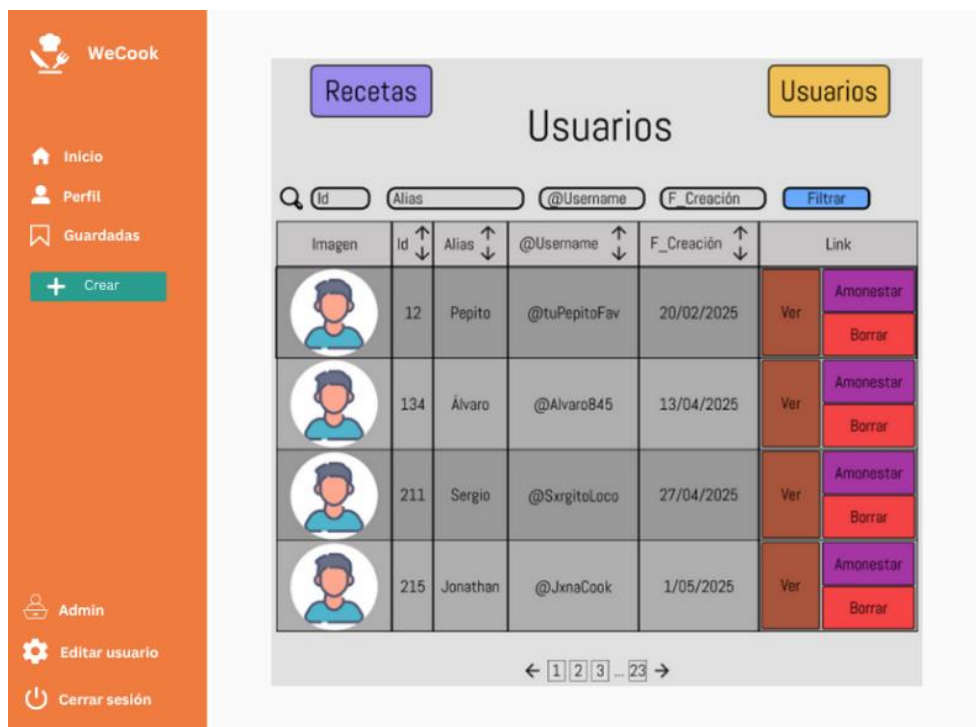 WeCook
Inicio
Perfil
Guardadas
Crear
Admin
Editar usuario
Cerrar sesión
Recetas
Usuarios
Usuarios
Id Alias @Username F_Creación Filtrar
Imagen Id Alias @Username F_Creación Link
12 Pepito @tuPepitoFav 20/02/2025 Ver Amonestar
Borrar
134 Álvaro @Alvaro845 13/04/2025 Ver Amonestar
Borrar
211 Sergio @SxrgitoLoco 27/04/2025 Ver Amonestar
Borrar
215 Jonathan @JxnaCook 1/05/2025 Ver Amonestar
Borrar
← 1 2 3 ... 23 →